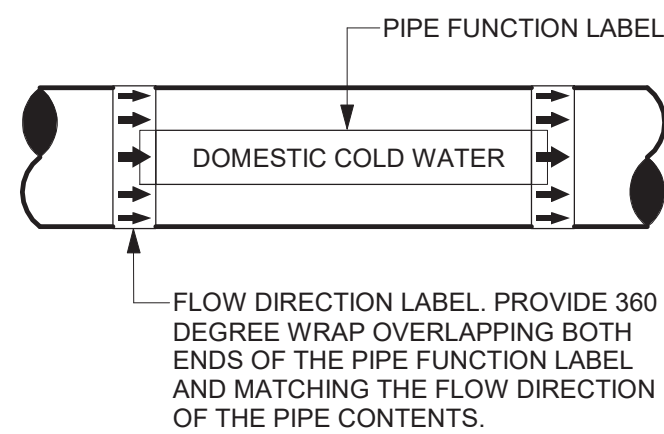 PIPE FUNCTION LABEL
DOMESTIC COLD WATER
FLOW DIRECTION LABEL. PROVIDE 360
DEGREE WRAP OVERLAPPING BOTH
ENDS OF THE PIPE FUNCTION LABEL
AND MATCHING THE FLOW DIRECTION
OF THE PIPE CONTENTS.